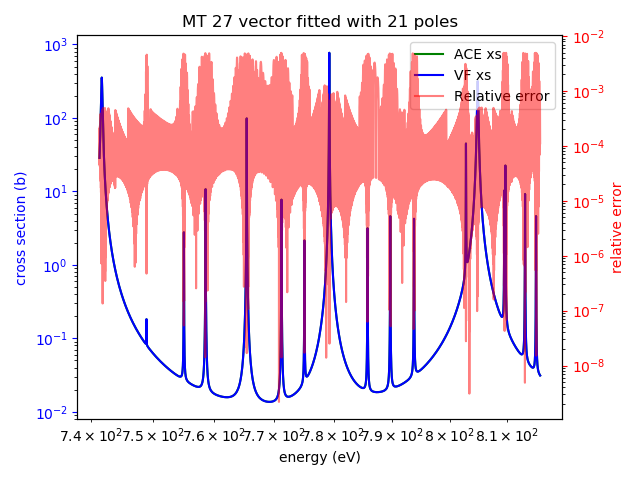 MT 27 vector fitted with 21 poles
cross section (b)
10³
10²
10¹
10⁰
10⁻¹
10⁻²
ACE xs
VF xs
Relative error
10⁻²
10⁻³
10⁻⁴
10⁻⁵
10⁻⁶
10⁻⁷
10⁻⁸
relative error
7.4 × 10² 7.5 × 10² 7.6 × 10² 7.7 × 10² 7.8 × 10² 7.9 × 10² 8 × 10² 8.1 × 10²
energy (eV)